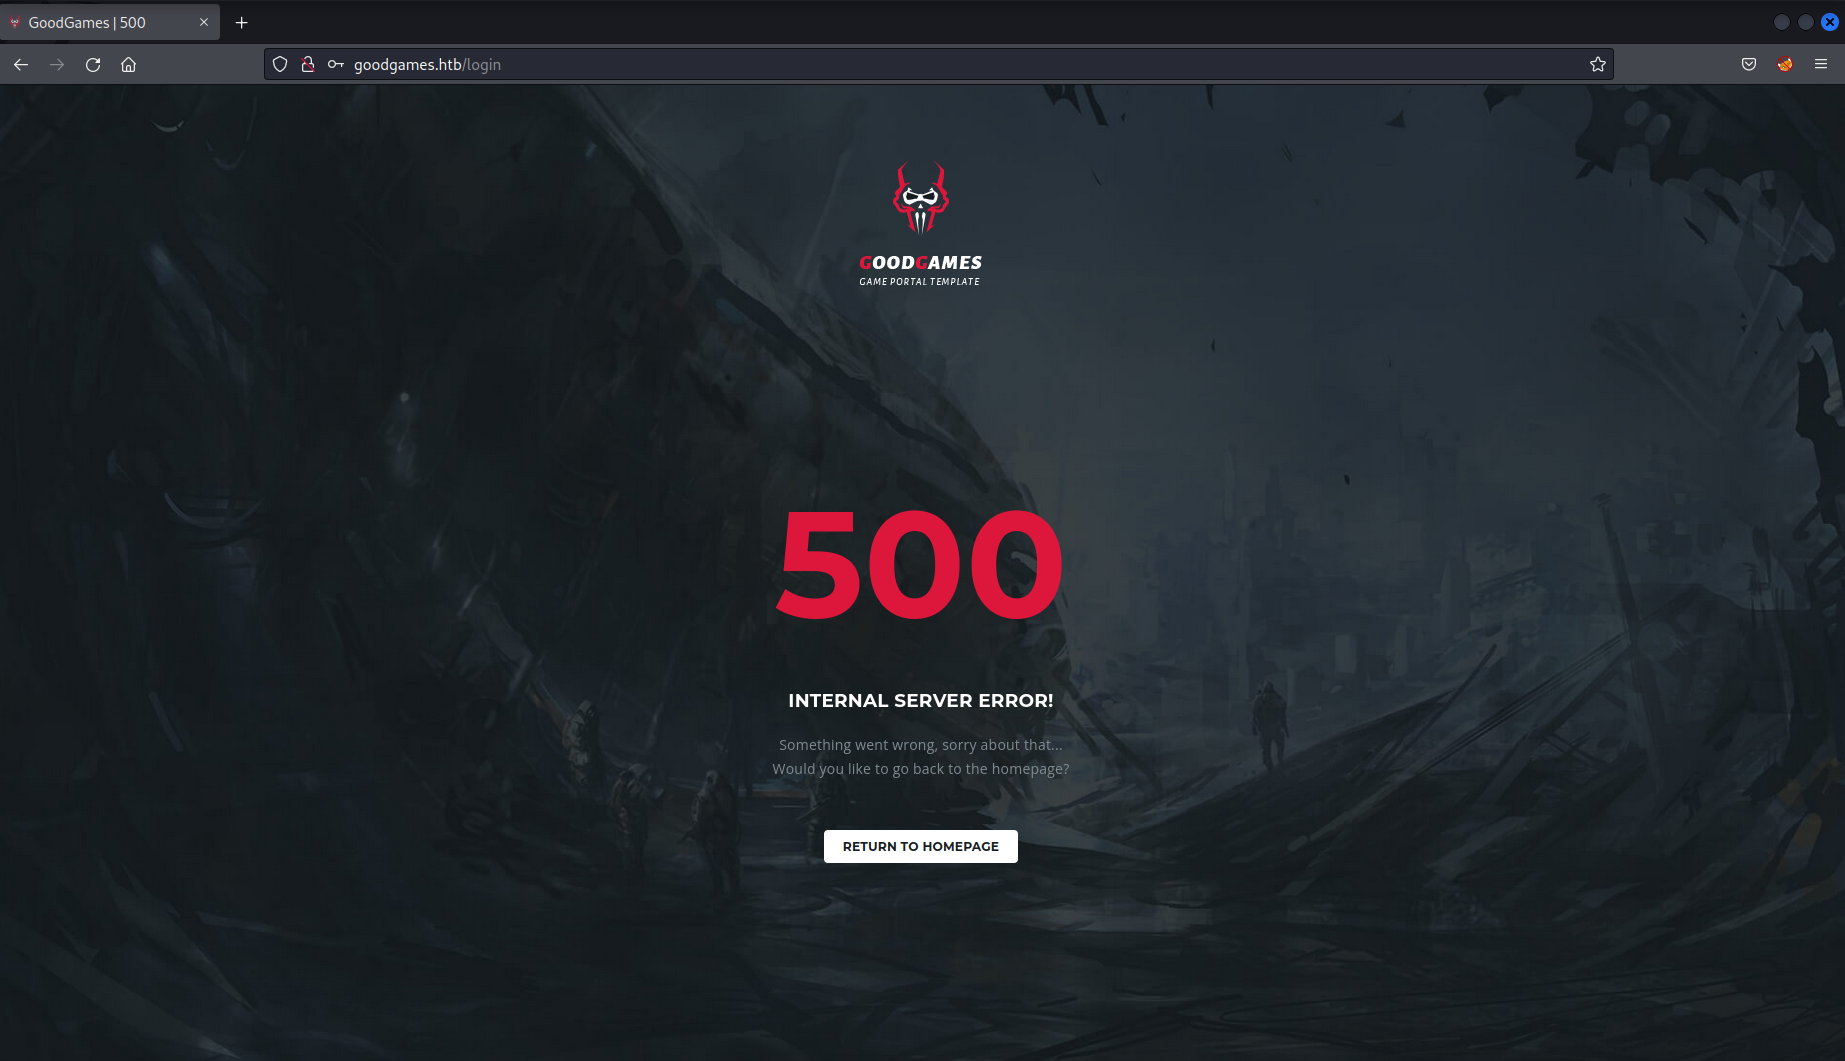 GoodGames | 500
goodgames.htb/login
GOODGAMES
GAME PORTAL TEMPLATE
500
INTERNAL SERVER ERROR!
Something went wrong, sorry about that...
Would you like to go back to the homepage?
RETURN TO HOMEPAGE